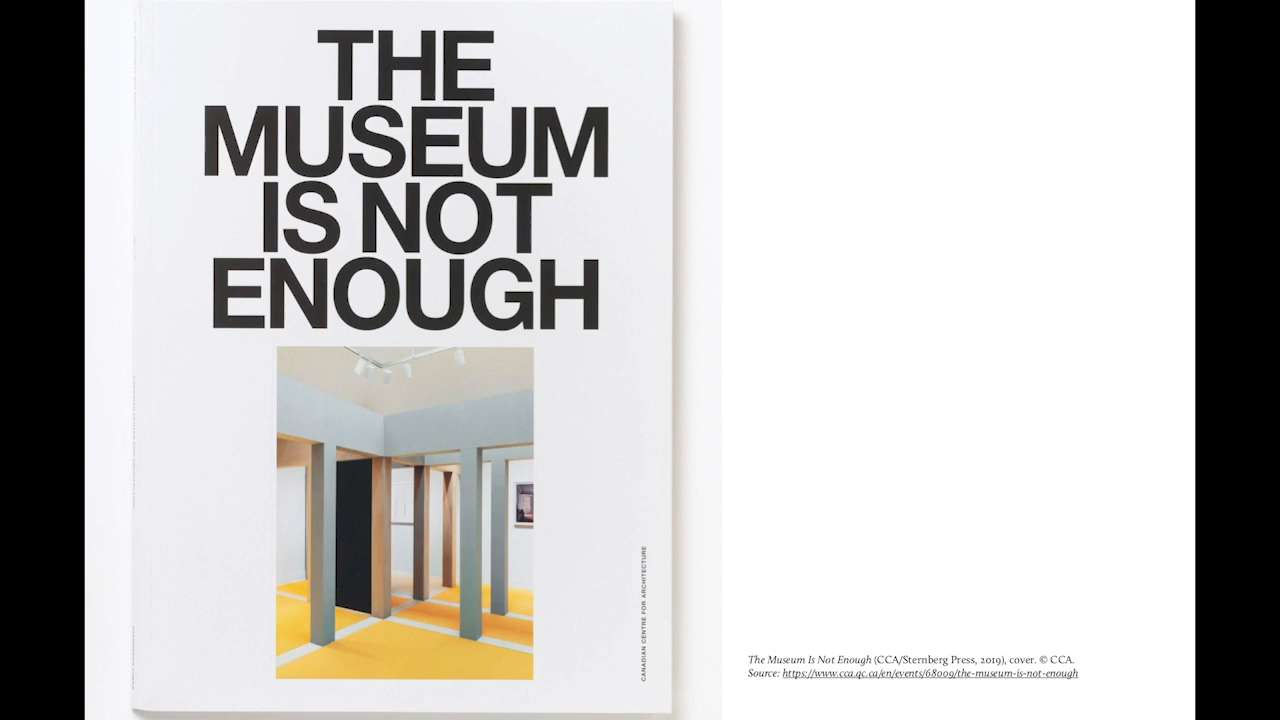 THE
MUSEUM
IS NOT
ENOUGH
CANADIAN CENTRE FOR ARCHITECTURE
The Museum Is Not Enough (CCA/Sternberg Press, 2019), cover. © CCA.
Source: https://www.cca.qc.ca/en/events/68009/the-museum-is-not-enough